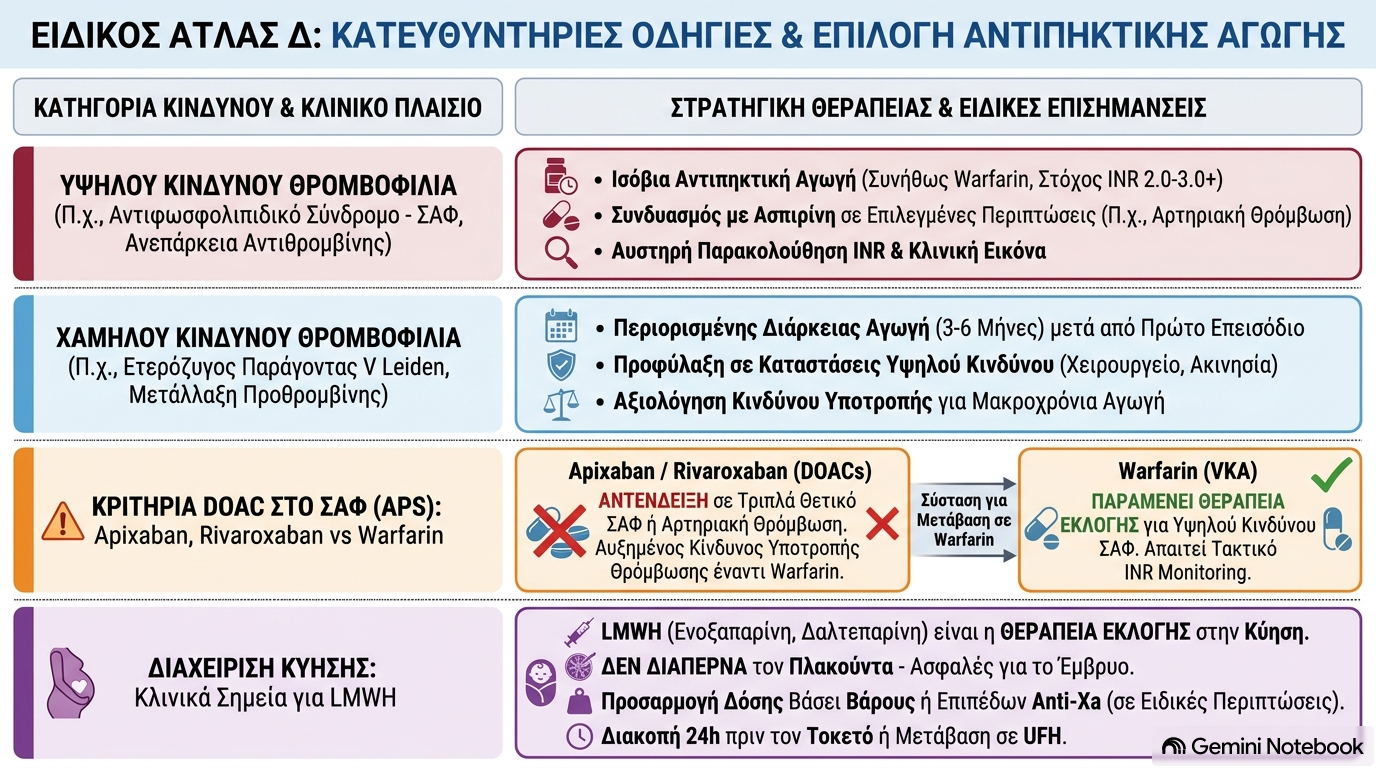 ΕΙΔΙΚΟΣ ΑΤΛΑΣ Δ: ΚΑΤΕΥΘΥΝΤΗΡΙΕΣ ΟΔΗΓΙΕΣ & ΕΠΙΛΟΓΗ ΑΝΤΙΠΗΚΤΙΚΗΣ ΑΓΩΓΗΣ
ΚΑΤΗΓΟΡΙΑ ΚΙΝΔΥΝΟΥ & ΚΛΙΝΙΚΟ ΠΛΑΙΣΙΟ
ΣΤΡΑΤΗΓΙΚΗ ΘΕΡΑΠΕΙΑΣ & ΕΙΔΙΚΕΣ ΕΠΙΣΗΜΑΝΣΕΙΣ
ΥΨΗΛΟΥ ΚΙΝΔΥΝΟΥ ΘΡΟΜΒΟΦΙΛΙΑ
(Π.χ., Αντιφωσφολιπιδικό Σύνδρομο - ΣΑΦ,
Ανεπάρκεια Αντιθρομβίνης)
• Ισόβια Αντιπηκτική Αγωγή (Συνήθως Warfarin, Στόχος INR 2.0-3.0+)
• Συνδυασμός με Ασπιρίνη σε Επιλεγμένες Περιπτώσεις (Π.χ., Αρτηριακή Θρόμβωση)
• Αυστηρή Παρακολούθηση INR & Κλινική Εικόνα
ΧΑΜΗΛΟΥ ΚΙΝΔΥΝΟΥ ΘΡΟΜΒΟΦΙΛΙΑ
(Π.χ., Ετερόζυγος Παράγοντας V Leiden,
Μετάλλαξη Προθρομβίνης)
• Περιορισμένης Διάρκειας Αγωγή (3-6 Μήνες) μετά από Πρώτο Επεισόδιο
• Προφύλαξη σε Καταστάσεις Υψηλού Κινδύνου (Χειρουργείο, Ακινησία)
• Αξιολόγηση Κινδύνου Υποτροπής για Μακροχρόνια Αγωγή
ΚΡΙΤΗΡΙΑ DOAC ΣΤΟ ΣΑΦ (APS):
Apixaban, Rivaroxaban vs Warfarin
Apixaban / Rivaroxaban (DOACs)
ΑΝΤΕΝΔΕΙΞΗ σε Τριπλά Θετικό
ΣΑΦ ή Αρτηριακή Θρόμβωση.
Αυξημένος Κίνδυνος Υποτροπής
Θρόμβωσης έναντι Warfarin.
Σύσταση για
Μετάβαση σε
Warfarin
Warfarin (VKA)
ΠΑΡΑΜΕΝΕΙ ΘΕΡΑΠΕΙΑ
ΕΚΛΟΓΗΣ για Υψηλού Κινδύνου
ΣΑΦ. Απαιτεί Τακτικό
INR Monitoring.
ΔΙΑΧΕΙΡΙΣΗ ΚΥΗΣΗΣ:
Κλινικά Σημεία για LMWH
LMWH (Ενοξαπαρίνη, Δαλτεπαρίνη) είναι η ΘΕΡΑΠΕΙΑ ΕΚΛΟΓΗΣ στην Κύηση.
ΔΕΝ ΔΙΑΠΕΡΝΑ τον Πλακούντα - Ασφαλές για το Έμβρυο.
Προσαρμογή Δόσης Βάσει Βάρους ή Επιπέδων Anti-Xa (σε Ειδικές Περιπτώσεις).
Διακοπή 24h πριν τον Τοκετό ή Μετάβαση σε UFH.
Gemini Notebook